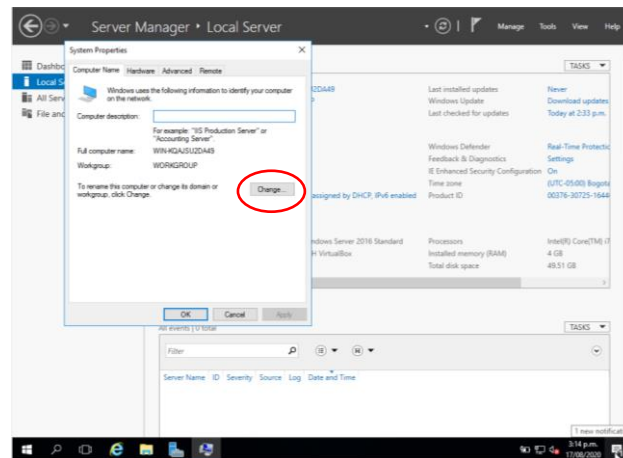 Server Manager • Local Server
Manage Tools View Help
System Properties
Computer Name Hardware Advanced Remote
Windows uses the following information to identify your computer
on the network.
Computer description:
For example: "IIS Production Server" or
"Accounting Server".
Full computer name: WIN-KQAJSU2DA49
Workgroup: WORKGROUP
To rename this computer or change its domain or
workgroup, click Change.
Change...
OK Cancel Apply
Dashbo
Local S
All Serv
File and
TASKS
U2DA49
Last installed updates Never
Windows Update Download updates
Last checked for updates Today at 2:33 p.m.
Windows Defender Real-Time Protectic
Feedback & Diagnostics Settings
IE Enhanced Security Configuration On
Time zone (UTC-05:00) Bogota
assigned by DHCP, IPv6 enabled Product ID 00376-30725-1644
ndows Server 2016 Standard Processors Intel(R) Core(TM) i7
H VirtualBox Installed memory (RAM) 4 GB
Total disk space 49.51 GB
All events | 0 total
TASKS
Filter
Server Name ID Severity Source Log Date and Time
1 new notificat
3:14 p.m.
17/08/2020